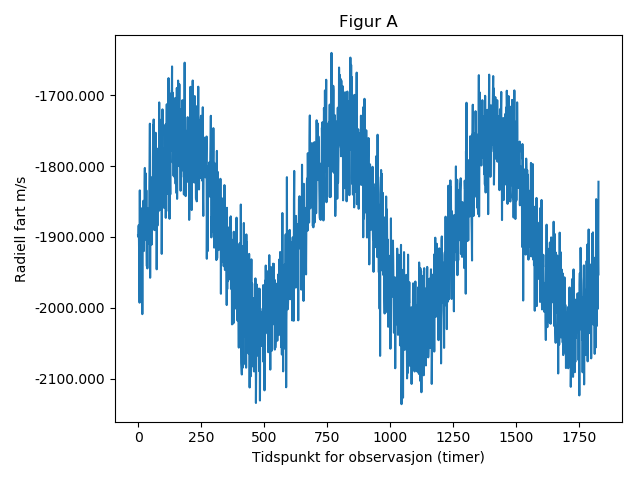 Figur A
Radiell fart m/s
-1700.000
-1800.000
-1900.000
-2000.000
-2100.000
0 250 500 750 1000 1250 1500 1750
Tidspunkt for observasjon (timer)